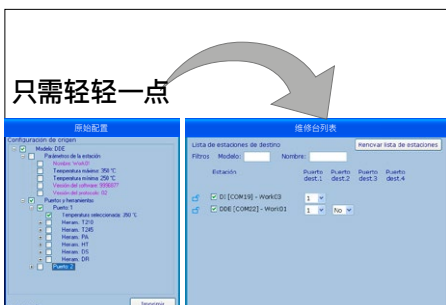 只需轻轻一点
原始配置
Configuración de origen
Modelo: DDE
Parámetros de la estación
Nombre: Work01
Temperatura máxima: 350 ºC
Temperatura mínima: 250 ºC
Versión del software: 9996077
Versión del protocolo: 02
Puertos y herramientas
Puerto 1
Temperatura seleccionada: 350 ºC
Herram. T210
Herram. T245
Herram. PA
Herram. HT
Herram. DS
Herram. DR
Puerto 2
Imprimir
维修台列表
Lista de estaciones de destino
Renovar lista de estaciones
Filtros Modelo: Nombre:
Estación Puerto dest.1 Puerto dest.2 Puerto dest.3 Puerto dest.4
DI [COM19] - Work03 1
DDE [COM22] - Work01 1 No